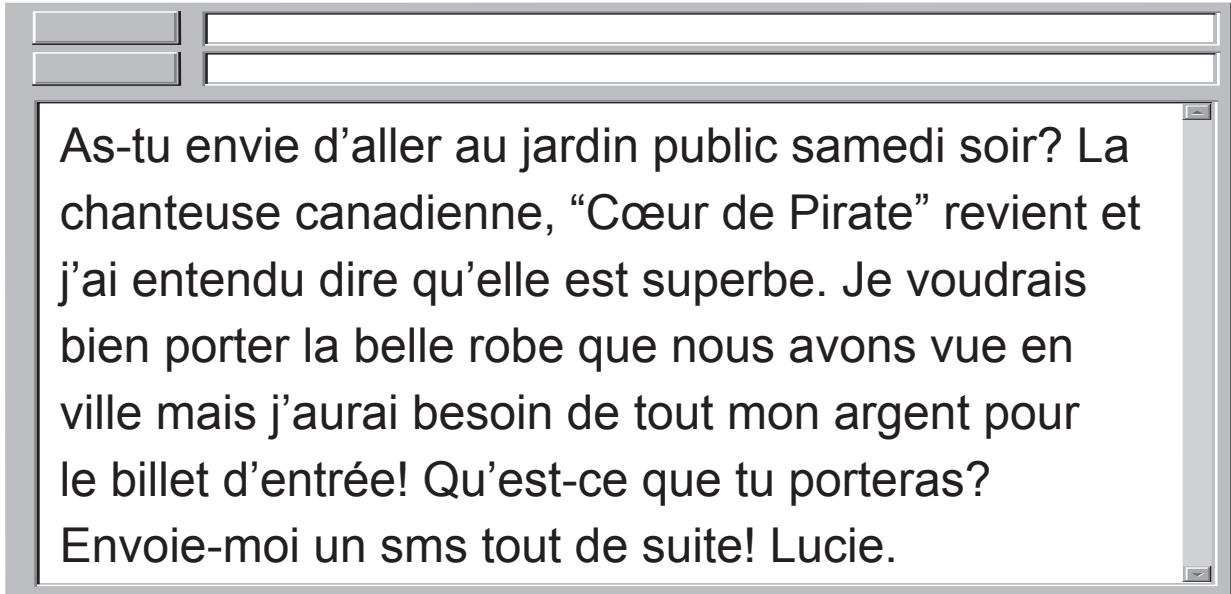 As-tu envie d’aller au jardin public samedi soir? La
chanteuse canadienne, “Cœur de Pirate” revient et
j’ai entendu dire qu’elle est superbe. Je voudrais
bien porter la belle robe que nous avons vue en
ville mais j’aurai besoin de tout mon argent pour
le billet d’entrée! Qu’est-ce que tu porteras?
Envoie-moi un sms tout de suite! Lucie.